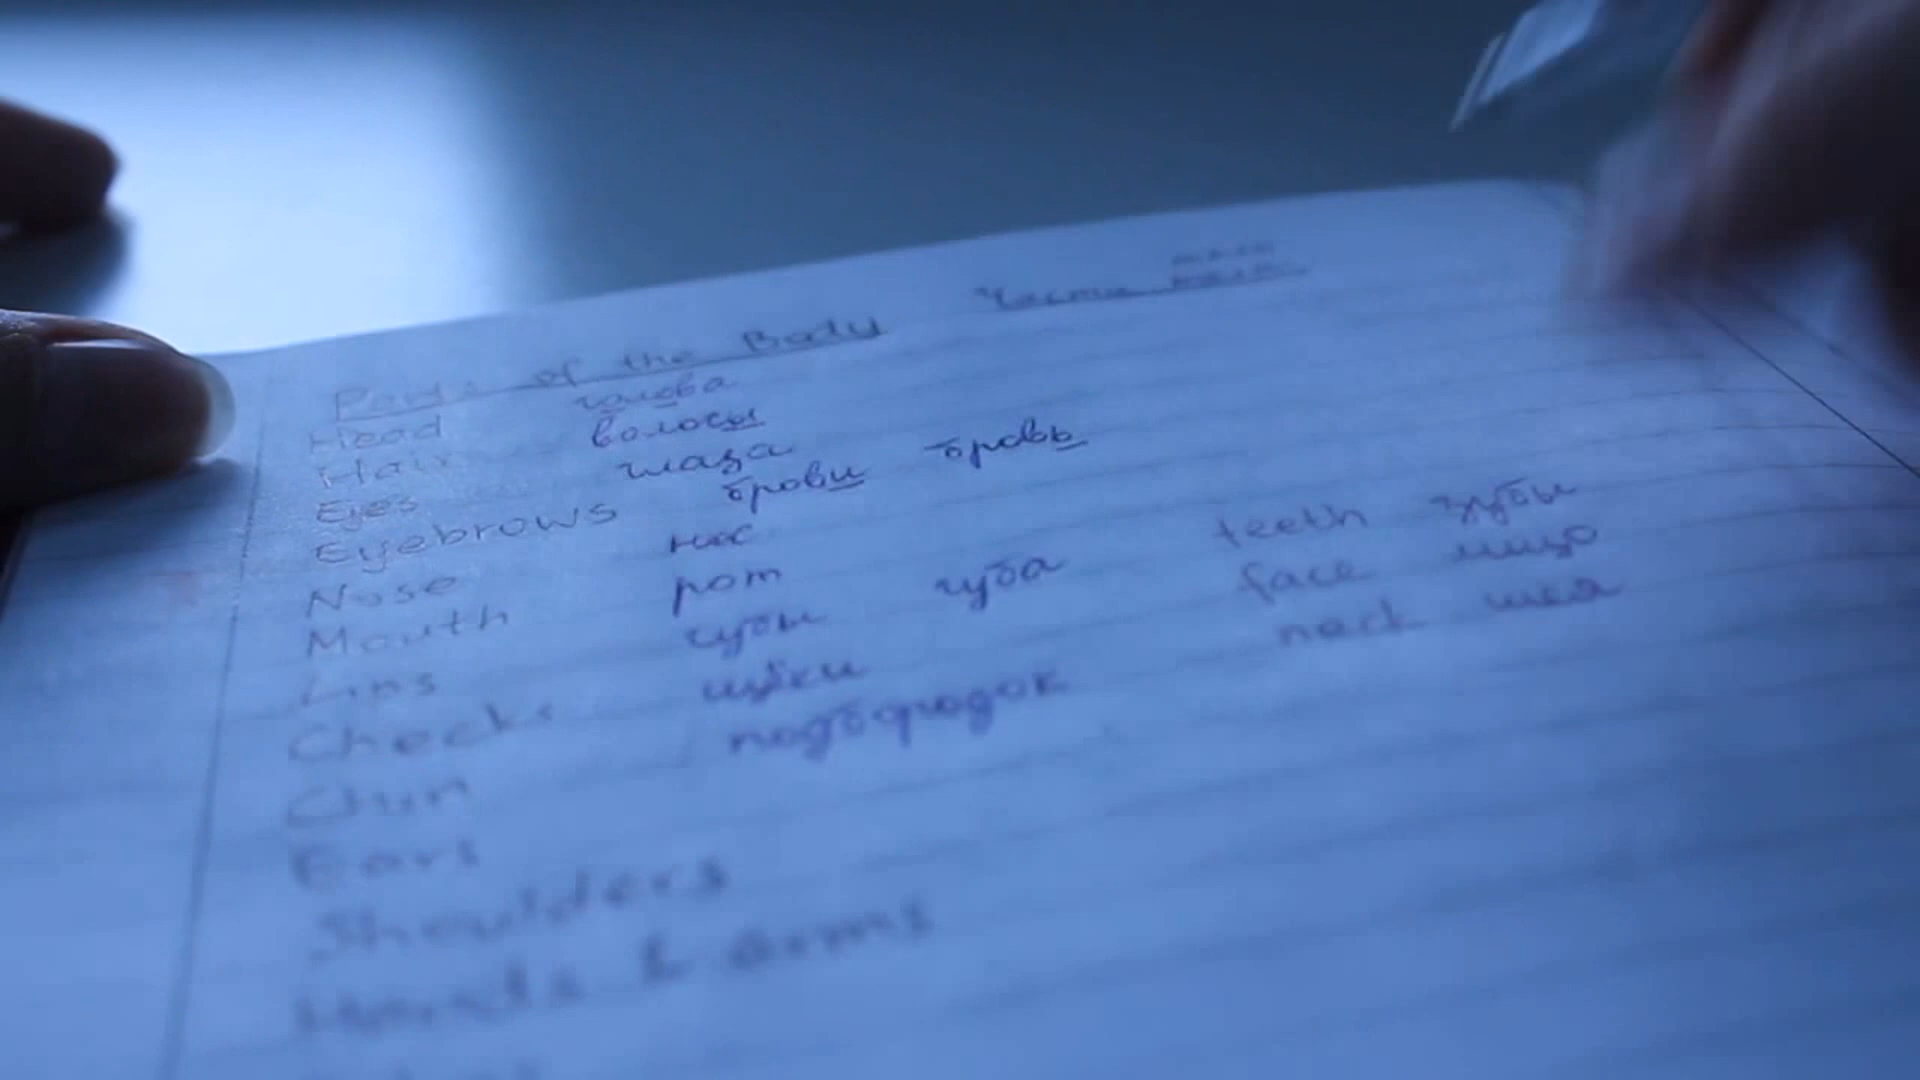 Parts of the Body Части тела
Head голова
Hair волосы
Eyes глаза
Eyebrows брови бровь
Nose нос
Mouth рот teeth зубы
Lips губы губа face лицо
Cheeks щёки neck шея
Chin подбородок
Ears
Shoulders
Hands & arms